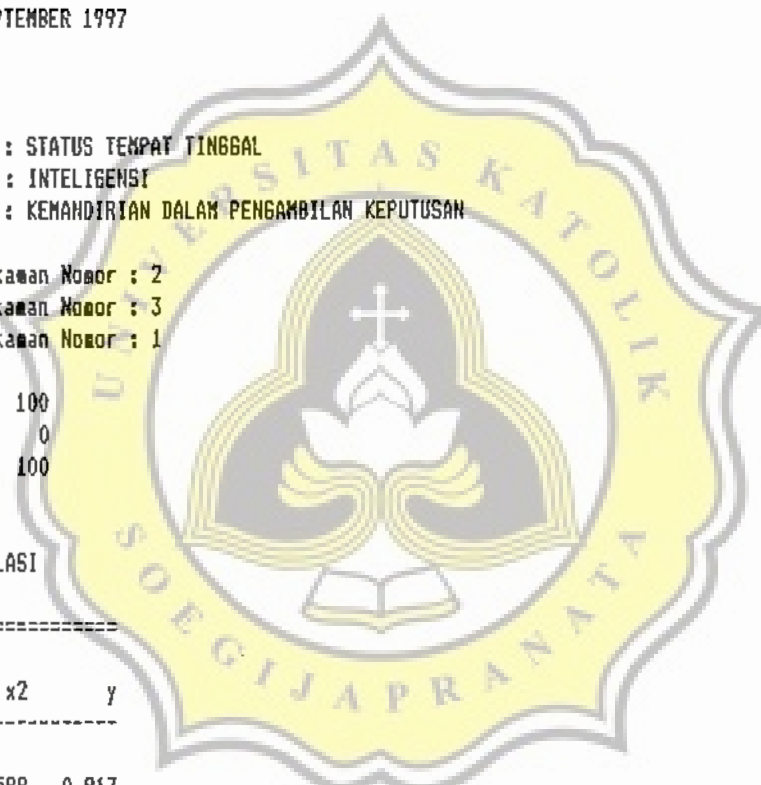 PTEMBER 1997
: STATUS TEMPAT TINGGAL
: INTELIGENSI
: KEMANDIRIAN DALAM PENGAMBILAN KEPUTUSAN
kaman Nomor : 2
kaman Nomor : 3
kaman Nomor : 1
100
0
100
LASI
===========
x2 y
-----------
UNIVERSITAS KATOLIK
SOEGIJAPRANATA